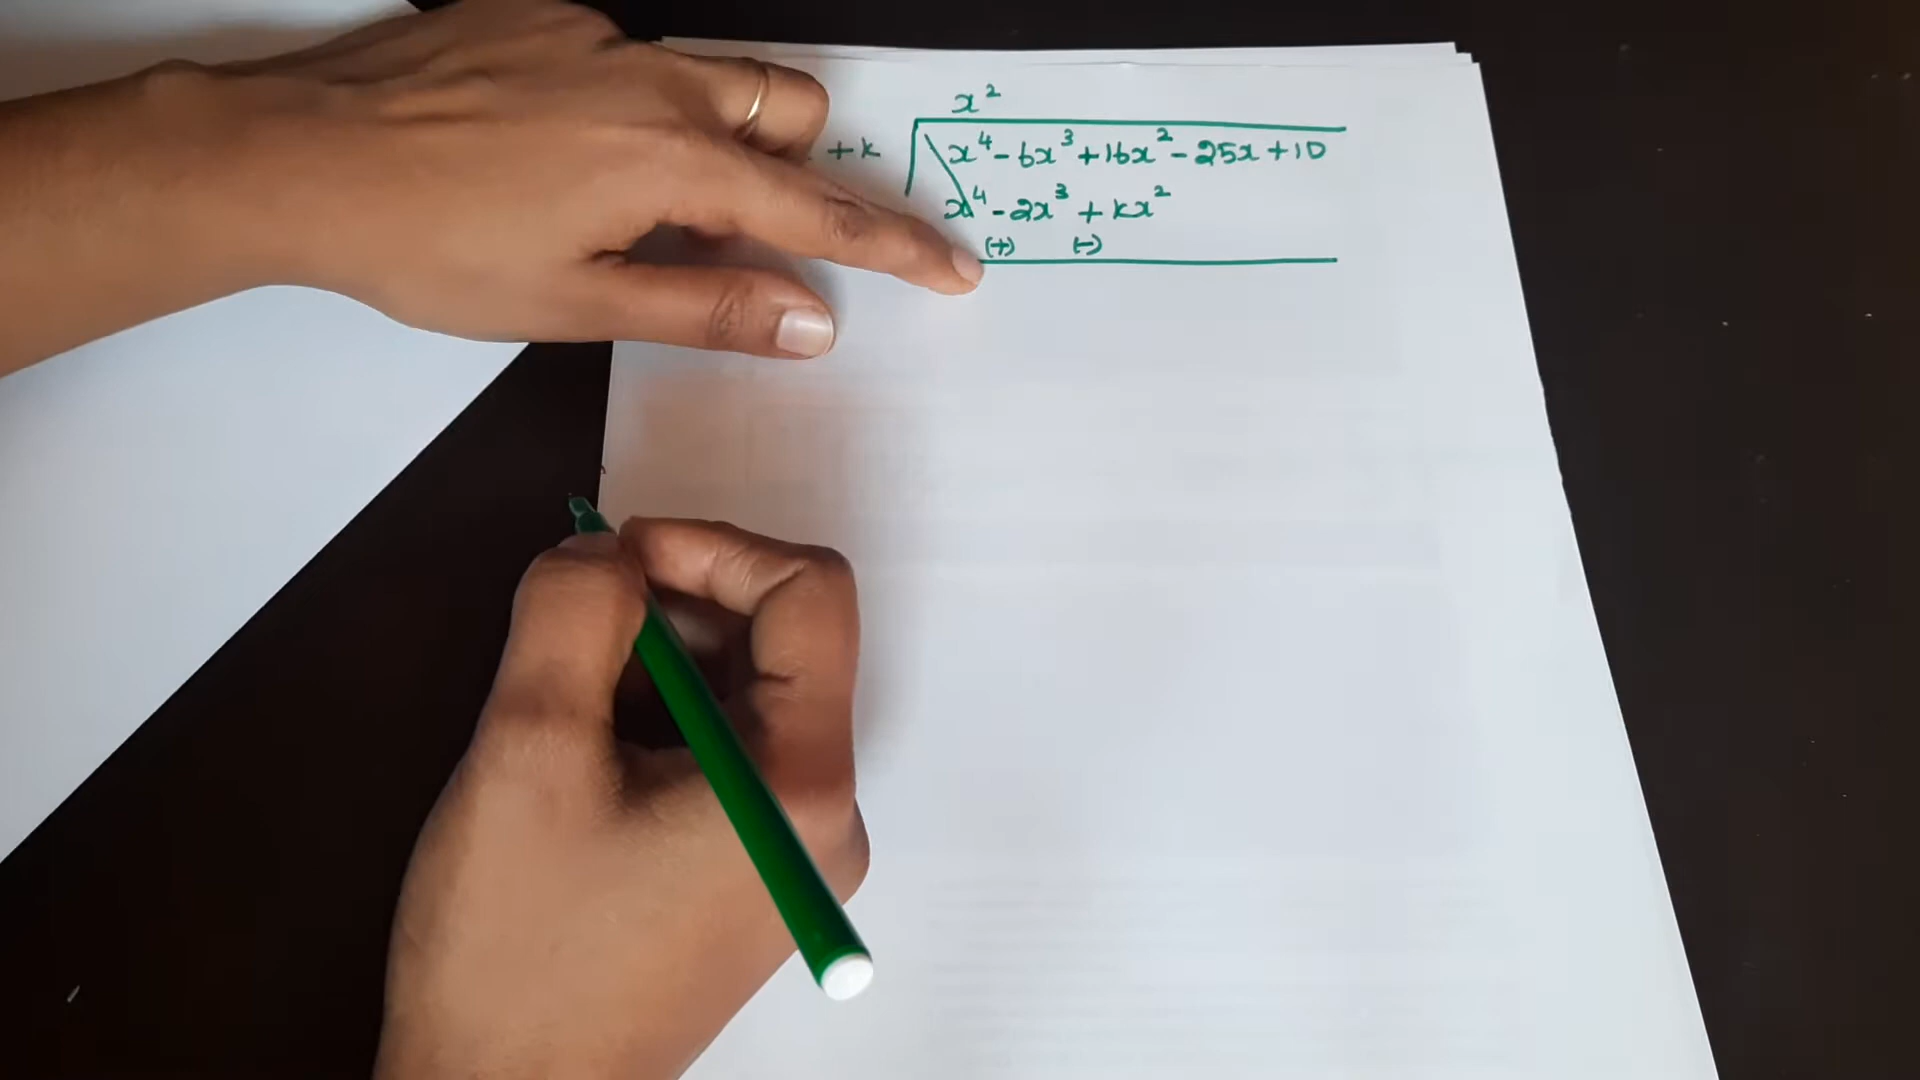 x²
+k x⁴-6x³+16x²-25x+10
x⁴-2x³+kx²
(+) (-)